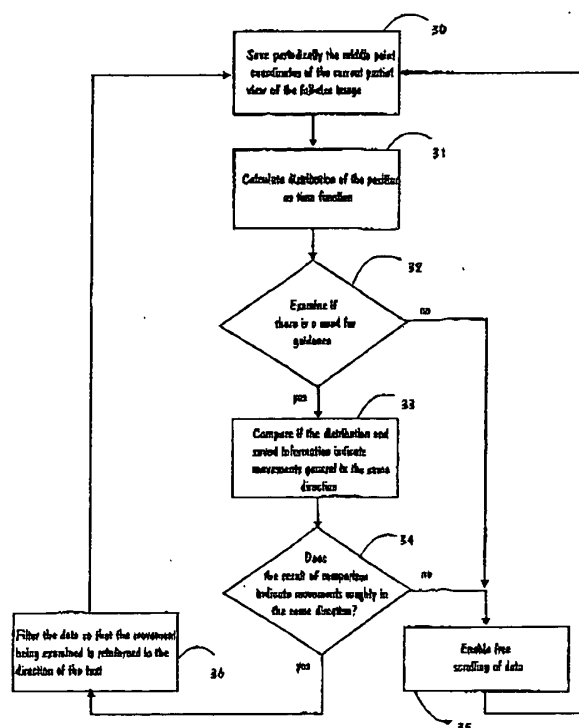 30
Save periodically the middle point
coordinates of the current partial
view of the full-size image
31
Calculate distribution of the position
as time function
32
Examine if
there is a need for
guidance
no
yes
33
Compare if the distribution and
saved information indicate
movements general in the same
direction
34
Does
the result of comparison
indicate movements roughly in
the same direction?
no
yes
Filter the data so that the movement
being examined is reinforced in the
direction of the text
36
Enable free
scrolling of data
35